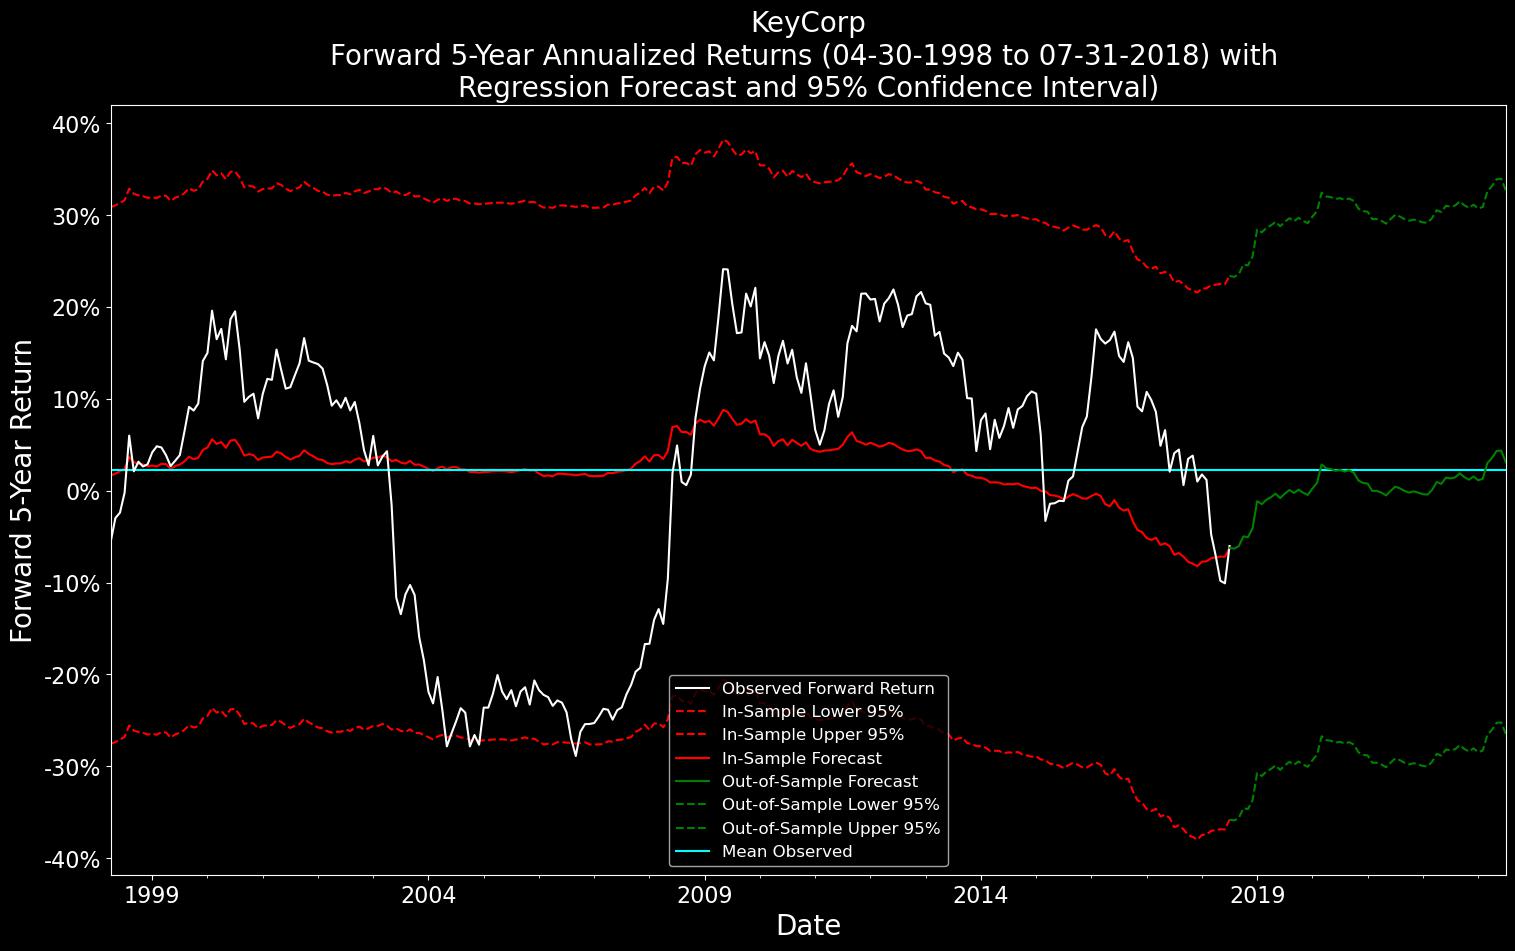 KeyCorp
Forward 5-Year Annualized Returns (04-30-1998 to 07-31-2018) with
Regression Forecast and 95% Confidence Interval)
Forward 5-Year Return
40%
30%
20%
10%
0%
-10%
-20%
-30%
-40%
Observed Forward Return
In-Sample Lower 95%
In-Sample Upper 95%
In-Sample Forecast
Out-of-Sample Forecast
Out-of-Sample Lower 95%
Out-of-Sample Upper 95%
Mean Observed
1999
2004
2009
2014
2019
Date